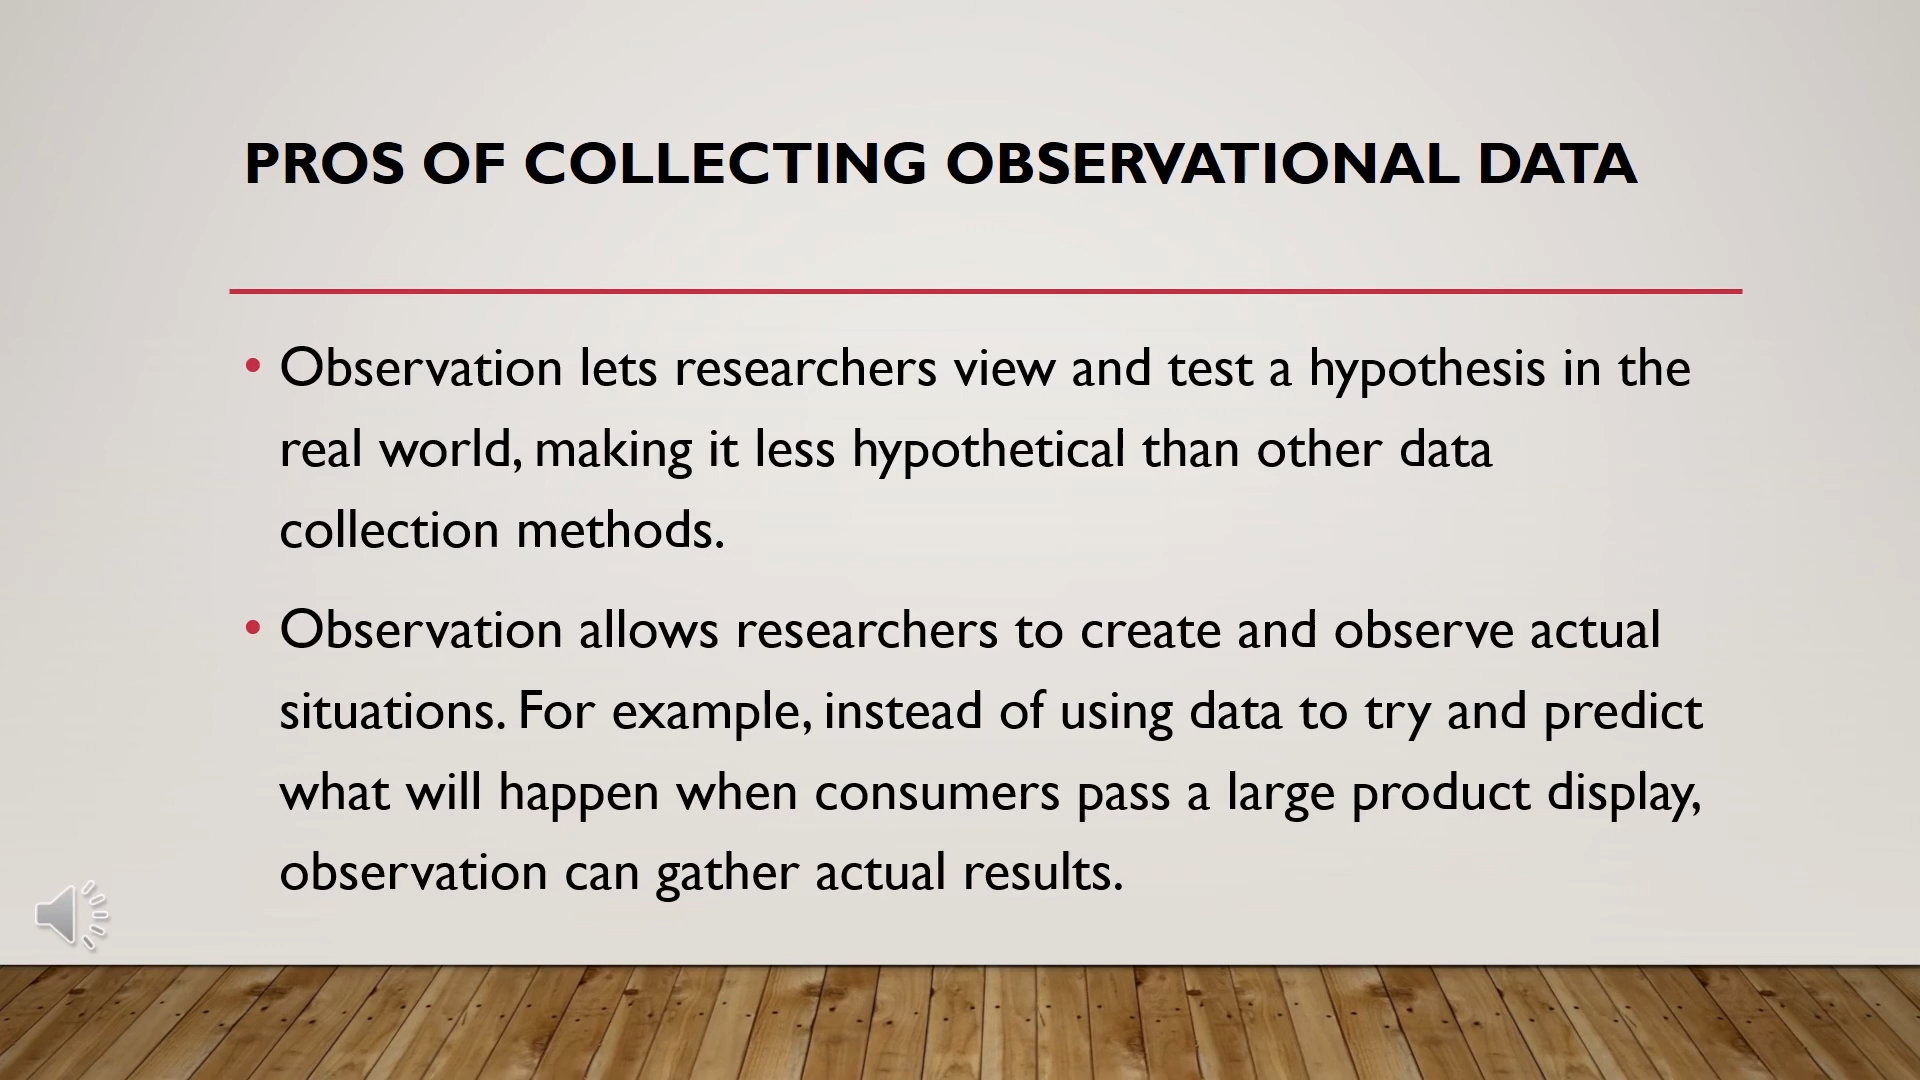 PROS OF COLLECTING OBSERVATIONAL DATA
• Observation lets researchers view and test a hypothesis in the
real world, making it less hypothetical than other data
collection methods.
• Observation allows researchers to create and observe actual
situations. For example, instead of using data to try and predict
what will happen when consumers pass a large product display,
observation can gather actual results.